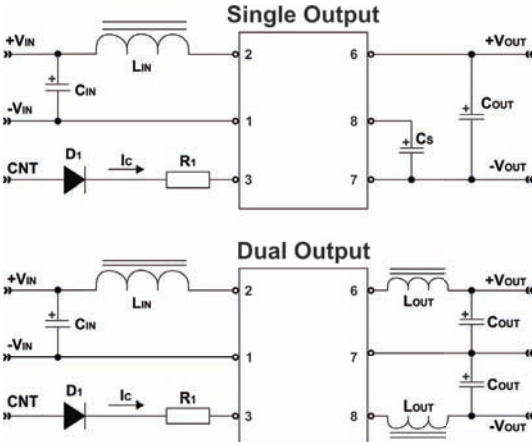 Single Output
+VIN
LIN
2
6
+VOUT
CIN
COUT
-VIN
1
8
CS
CNT
D1
IC
R1
3
7
-VOUT
Dual Output
+VIN
LIN
2
6
LOUT
+VOUT
CIN
COUT
-VIN
1
7
COUT
CNT
D1
IC
R1
3
8
LOUT
-VOUT